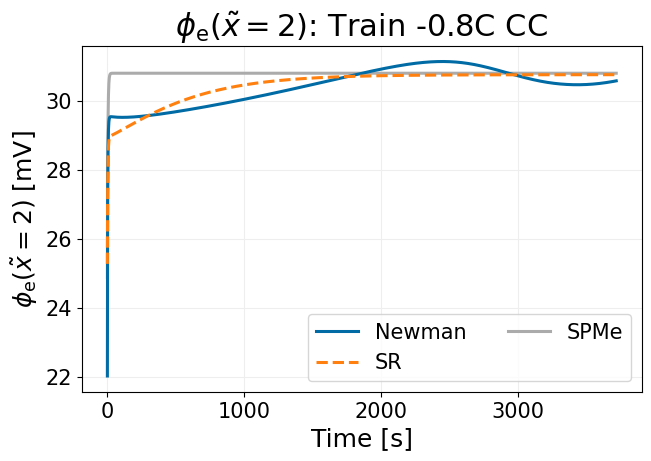 ϕₑ(x̃ = 2): Train -0.8C CC
ϕₑ(x̃ = 2) [mV]
30
28
26
24
22
0 1000 2000 3000
Time [s]
Newman SPMe
SR